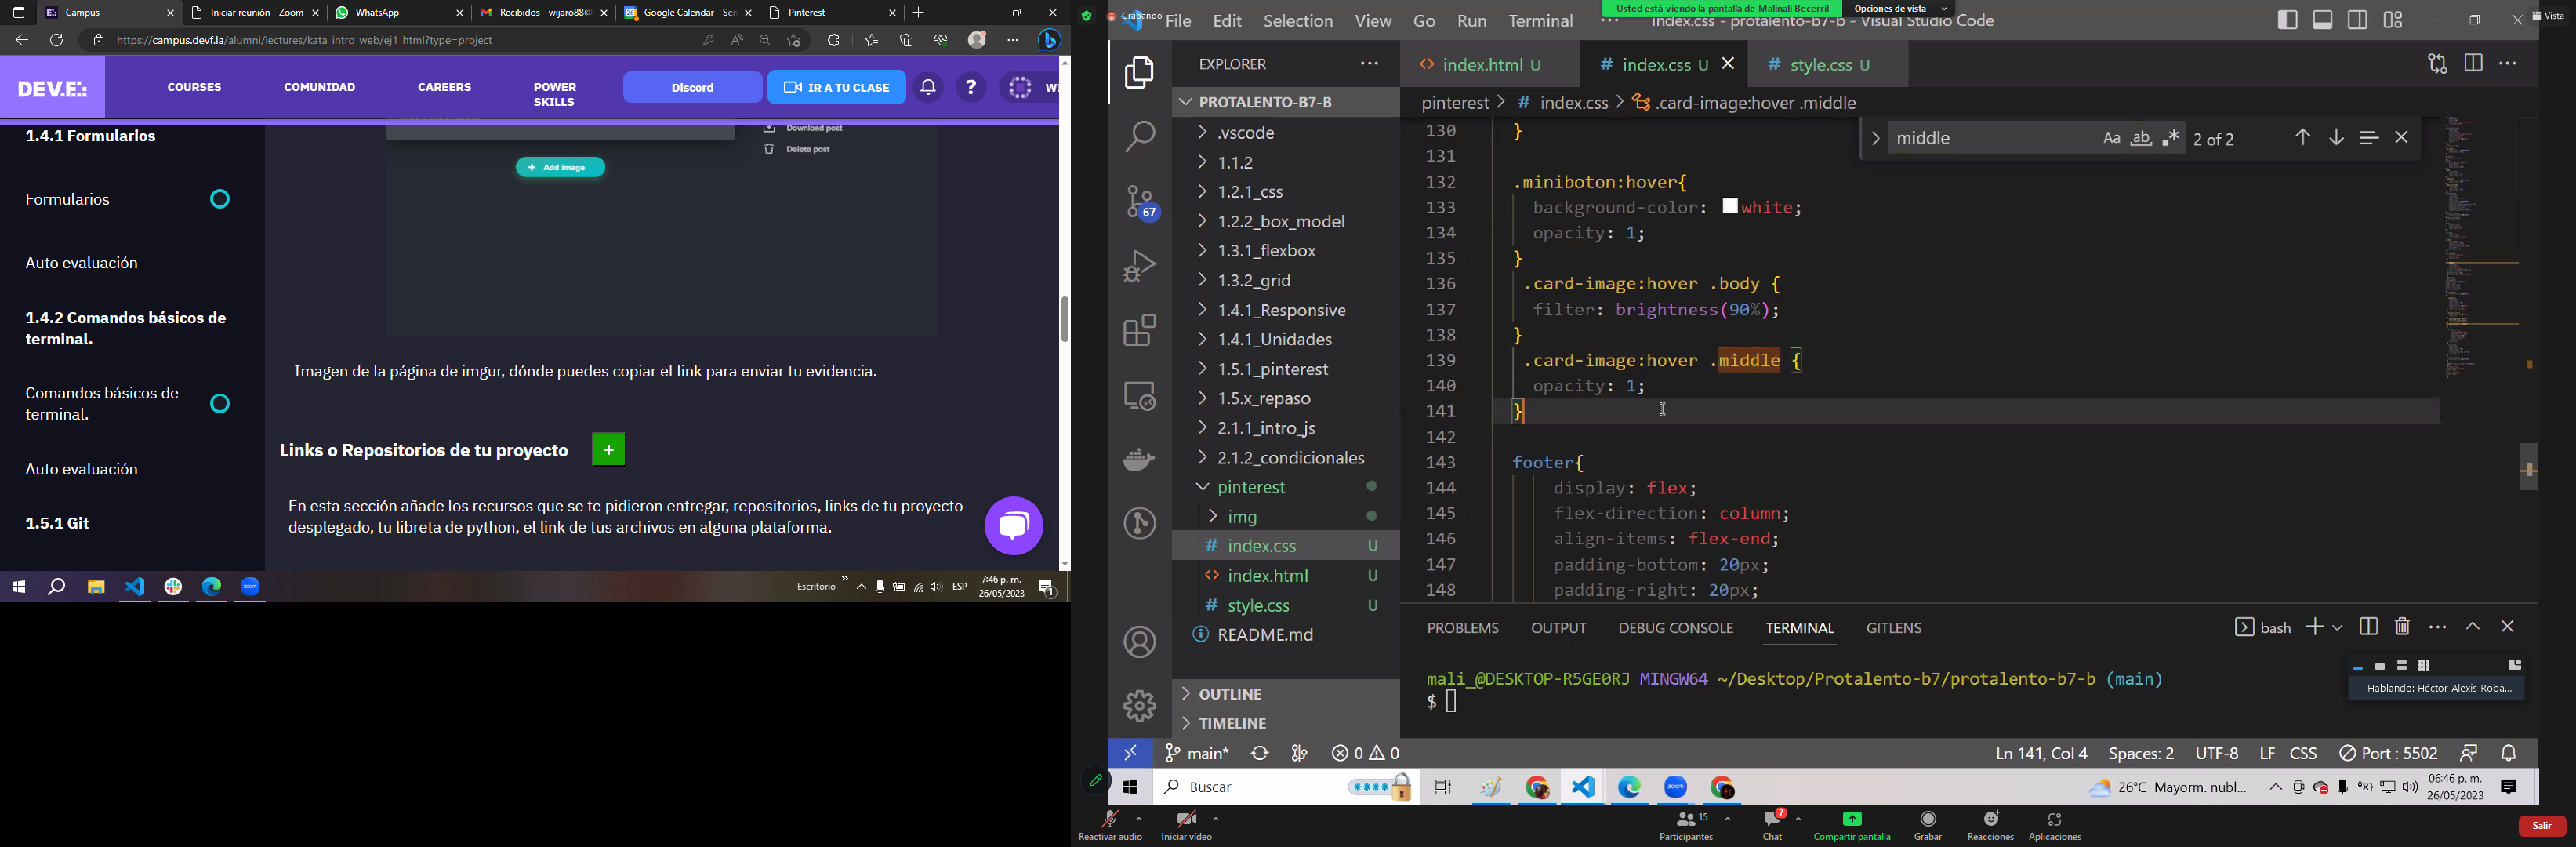 Campus
Iniciar reunión - Zoom
WhatsApp
Recibidos - wijaro88@
Google Calendar - Ser
Pinterest
https://campus.devf.la/alumni/lectures/kata_intro_web/ej1_html?type=project
DEV.F.:
COURSES
COMUNIDAD
CAREERS
POWER
SKILLS
Discord
IR A TU CLASE
?
WI
1.4.1 Formularios
Formularios
Auto evaluación
1.4.2 Comandos básicos de
terminal.
Comandos básicos de
terminal.
Auto evaluación
1.5.1 Git
Download post
Delete post
+ Add Image
Imagen de la página de imgur, dónde puedes copiar el link para enviar tu evidencia.
Links o Repositorios de tu proyecto
+
En esta sección añade los recursos que se te pidieron entregar, repositorios, links de tu proyecto
desplegado, tu libreta de python, el link de tus archivos en alguna plataforma.
Escritorio
ESP
7:46 p. m.
26/05/2023
1
Grabando
File Edit Selection View Go Run Terminal ···
Usted está viendo la pantalla de Malinali Becerril
Opciones de vista
index.css - protalento-b7-b - Visual Studio Code
Vista
EXPLORER
PROTALENTO-B7-B
.vscode
1.1.2
1.2.1_css
1.2.2_box_model
1.3.1_flexbox
1.3.2_grid
1.4.1_Responsive
1.4.1_Unidades
1.5.1_pinterest
1.5.x_repaso
2.1.1_intro_js
2.1.2_condicionales
pinterest
img
# index.css U
<> index.html U
# style.css U
README.md
OUTLINE
TIMELINE
67
<> index.html U
# index.css U
# style.css U
pinterest > # index.css > .card-image:hover .middle
middle
Aa ab .*
2 of 2
130 }
131
132 .miniboton:hover{
133 background-color: white;
134 opacity: 1;
135 }
136 .card-image:hover .body {
137 filter: brightness(90%);
138 }
139 .card-image:hover .middle {
140 opacity: 1;
141 }
142
143 footer{
144 display: flex;
145 flex-direction: column;
146 align-items: flex-end;
147 padding-bottom: 20px;
148 padding-right: 20px;
PROBLEMS OUTPUT DEBUG CONSOLE TERMINAL GITLENS
bash
mali_@DESKTOP-R5GE0RJ MINGW64 ~/Desktop/Protalento-b7/protalento-b7-b (main)
$
Hablando: Héctor Alexis Roba...
main*
0 0
Ln 141, Col 4
Spaces: 2
UTF-8
LF
CSS
Port : 5502
Buscar
26°C Mayorm. nubl...
06:46 p. m.
26/05/2023
Reactivar audio
Iniciar video
15
Participantes
7
Chat
Compartir pantalla
Grabar
Reacciones
Aplicaciones
Salir